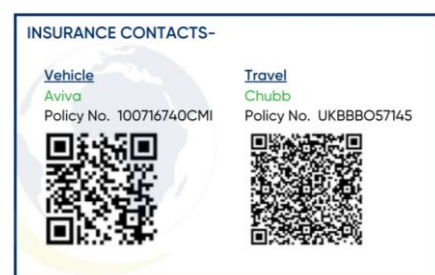 INSURANCE CONTACTS-
Vehicle
Aviva
Policy No. 100716740CMI
Travel
Chubb
Policy No. UKBBBO57145